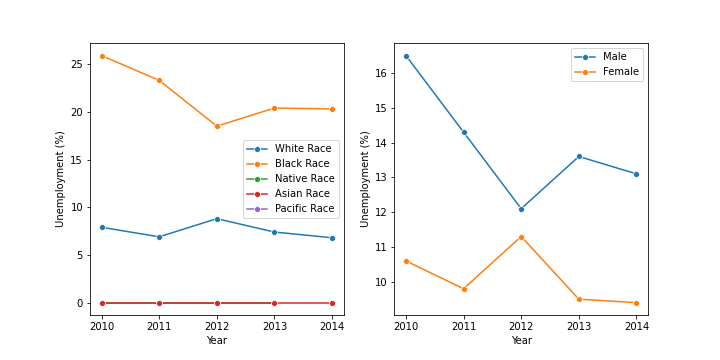 25
20
15
10
5
0
Unemployment (%)
White Race
Black Race
Native Race
Asian Race
Pacific Race
2010 2011 2012 2013 2014
Year
16
15
14
13
12
11
10
Unemployment (%)
Male
Female
2010 2011 2012 2013 2014
Year